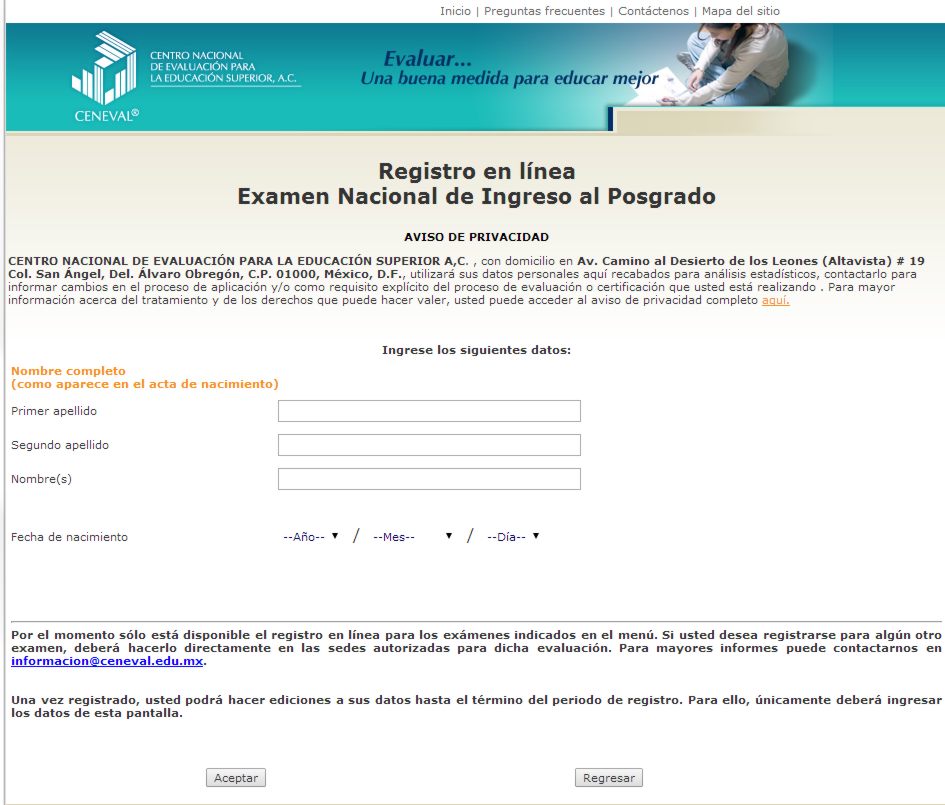 Inicio | Preguntas frecuentes | Contáctenos | Mapa del sitio
CENTRO NACIONAL
DE EVALUACIÓN PARA
LA EDUCACIÓN SUPERIOR, A.C.
CENEVAL®
Evaluar...
Una buena medida para educar mejor
Registro en línea
Examen Nacional de Ingreso al Posgrado
AVISO DE PRIVACIDAD
CENTRO NACIONAL DE EVALUACIÓN PARA LA EDUCACIÓN SUPERIOR A,C. , con domicilio en Av. Camino al Desierto de los Leones (Altavista) # 19
Col. San Ángel, Del. Álvaro Obregón, C.P. 01000, México, D.F., utilizará sus datos personales aquí recabados para análisis estadísticos, contactarlo para
informar cambios en el proceso de aplicación y/o como requisito explícito del proceso de evaluación o certificación que usted está realizando . Para mayor
información acerca del tratamiento y de los derechos que puede hacer valer, usted puede acceder al aviso de privacidad completo aquí.
Ingrese los siguientes datos:
Nombre completo
(como aparece en el acta de nacimiento)
Primer apellido
Segundo apellido
Nombre(s)
Fecha de nacimiento --Año-- / --Mes-- / --Día--
Por el momento sólo está disponible el registro en línea para los exámenes indicados en el menú. Si usted desea registrarse para algún otro
examen, deberá hacerlo directamente en las sedes autorizadas para dicha evaluación. Para mayores informes puede contactarnos en
informacion@ceneval.edu.mx.
Una vez registrado, usted podrá hacer ediciones a sus datos hasta el término del periodo de registro. Para ello, únicamente deberá ingresar
los datos de esta pantalla.
Aceptar Regresar